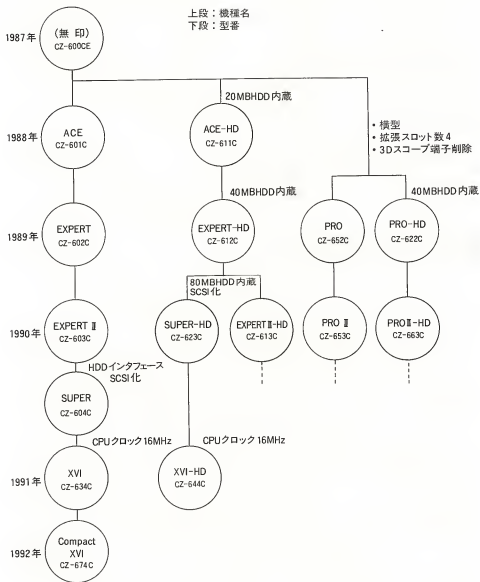 上段：機種名
下段：型番
1987年
(無印)
CZ-600CE
20MBHDD内蔵
・横型
・拡張スロット数4
・3Dスコープ端子削除
1988年
ACE
CZ-601C
ACE-HD
CZ-611C
40MBHDD内蔵
40MBHDD内蔵
1989年
EXPERT
CZ-602C
EXPERT-HD
CZ-612C
PRO
CZ-652C
PRO-HD
CZ-622C
80MBHDD内蔵
SCSI化
1990年
EXPERT II
CZ-603C
SUPER-HD
CZ-623C
EXPERT II-HD
CZ-613C
PRO II
CZ-653C
PRO II-HD
CZ-663C
HDDインタフェース
SCSI化
SUPER
CZ-604C
CPUクロック16MHz
CPUクロック16MHz
1991年
XVI
CZ-634C
XVI-HD
CZ-644C
1992年
Compact
XVI
CZ-674C